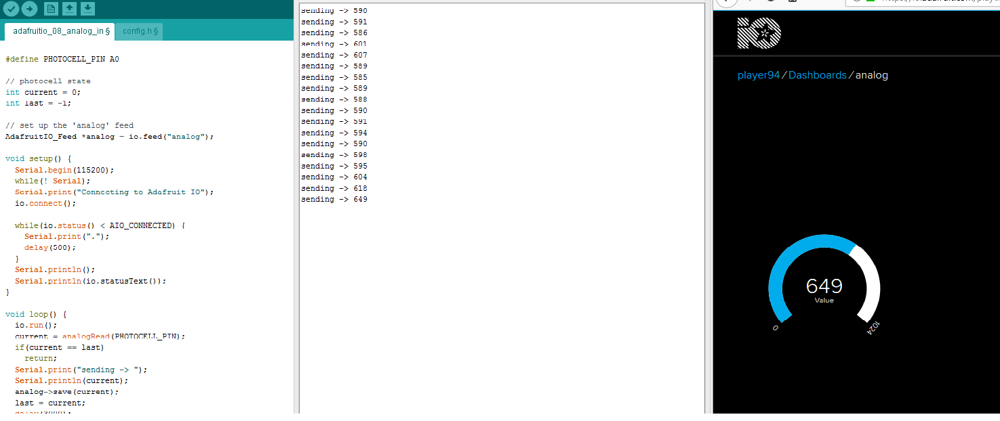 adafruitio_08_analog_in §
config.h §
#define PHOTOCELL_PIN A0
// photocell state
int current = 0;
int last = -1;
// set up the 'analog' feed
AdafruitIO_Feed *analog = io.feed("analog");
void setup() {
Serial.begin(115200);
while(! Serial);
Serial.print("Connecting to Adafruit IO");
io.connect();
while(io.status() < AIO_CONNECTED) {
Serial.print(".");
delay(500);
}
Serial.println();
Serial.println(io.statusText());
}
void loop() {
io.run();
current = analogRead(PHOTOCELL_PIN);
if(current == last)
return;
Serial.print("sending -> ");
Serial.println(current);
analog->save(current);
last = current;
sending -> 590
sending -> 591
sending -> 586
sending -> 601
sending -> 607
sending -> 589
sending -> 585
sending -> 589
sending -> 588
sending -> 590
sending -> 591
sending -> 594
sending -> 590
sending -> 598
sending -> 595
sending -> 604
sending -> 618
sending -> 649
IO
player94 / Dashboards / analog
649
Value
0
1024